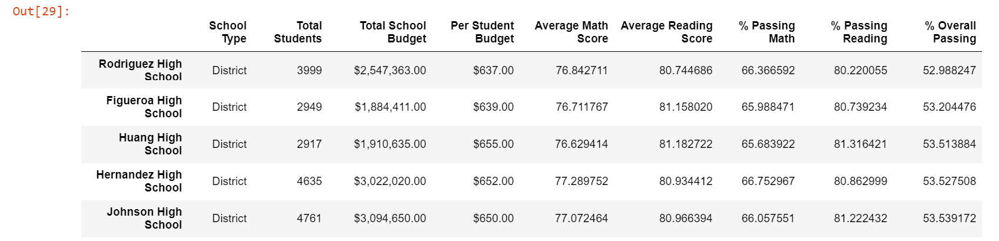 Out[29]:
School Total Total School Per Student Average Math Average Reading % Passing % Passing % Overall
Type Students Budget Budget Score Score Math Reading Passing
Rodriguez High
School District 3999 $2,547,363.00 $637.00 76.842711 80.744686 66.366592 80.220055 52.988247
Figueroa High
School District 2949 $1,884,411.00 $639.00 76.711767 81.158020 65.988471 80.739234 53.204476
Huang High
School District 2917 $1,910,635.00 $655.00 76.629414 81.182722 65.683922 81.316421 53.513884
Hernandez High
School District 4635 $3,022,020.00 $652.00 77.289752 80.934412 66.752967 80.862999 53.527508
Johnson High
School District 4761 $3,094,650.00 $650.00 77.072464 80.966394 66.057551 81.222432 53.539172